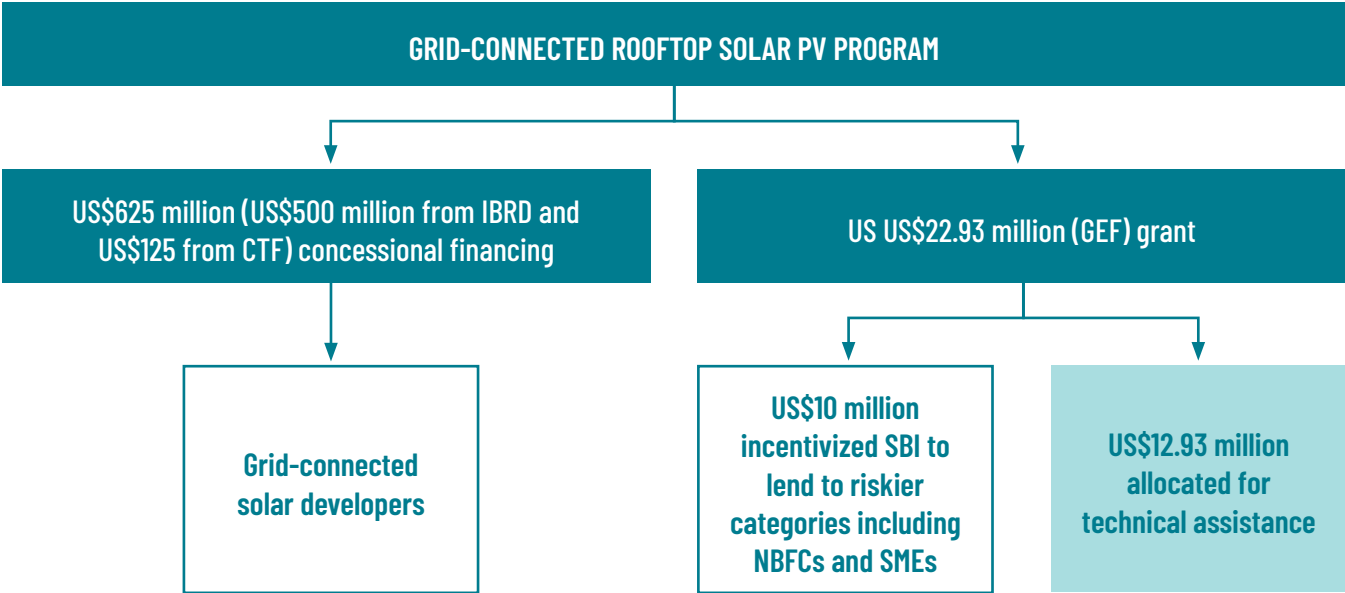 GRID-CONNECTED ROOFTOP SOLAR PV PROGRAM
US$625 million (US$500 million from IBRD and
US$125 from CTF) concessional financing
US US$22.93 million (GEF) grant
Grid-connected
solar developers
US$10 million
incentivized SBI to
lend to riskier
categories including
NBFCs and SMEs
US$12.93 million
allocated for
technical assistance